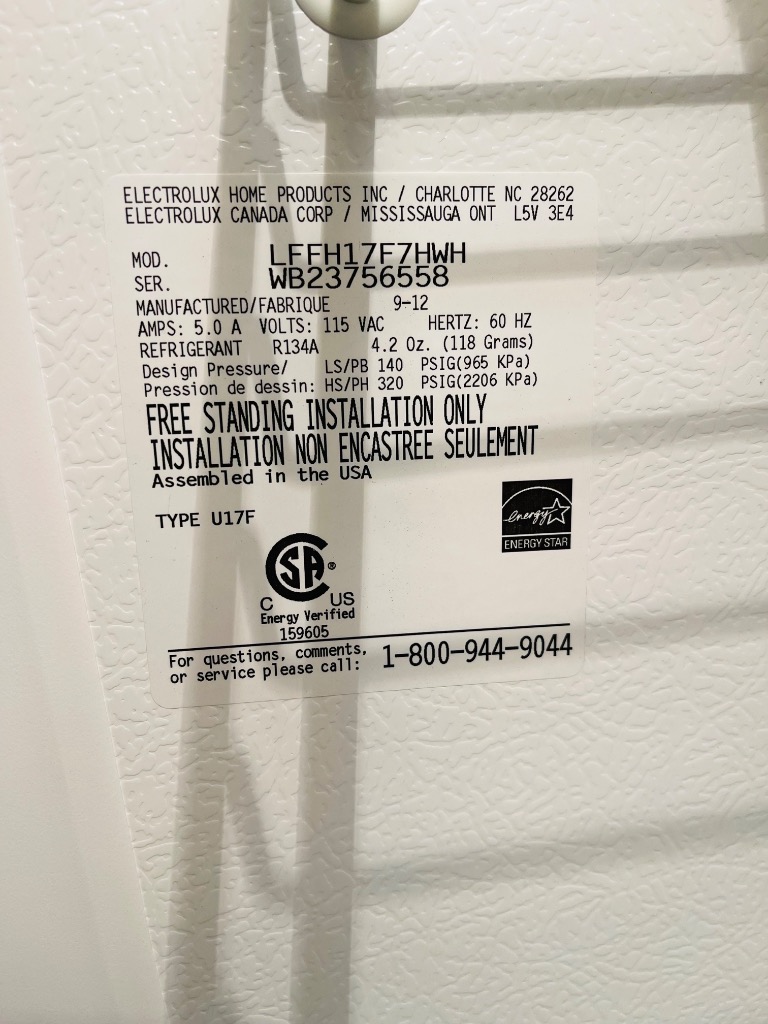 ELECTROLUX HOME PRODUCTS INC / CHARLOTTE NC 28262
ELECTROLUX CANADA CORP / MISSISSAUGA ONT L5V 3E4
MOD. LFFH17F7HWH
SER. WB23756558
MANUFACTURED/FABRIQUE 9-12
AMPS: 5.0 A VOLTS: 115 VAC HERTZ: 60 HZ
REFRIGERANT R134A 4.2 Oz. (118 Grams)
Design Pressure/ LS/PB 140 PSIG(965 KPa)
Pression de dessin: HS/PH 320 PSIG(2206 KPa)
FREE STANDING INSTALLATION ONLY
INSTALLATION NON ENCASTREE SEULEMENT
Assembled in the USA
energy
ENERGY STAR
TYPE U17F
SA®
C US
Energy Verified
159605
For questions, comments,
or service please call: 1-800-944-9044